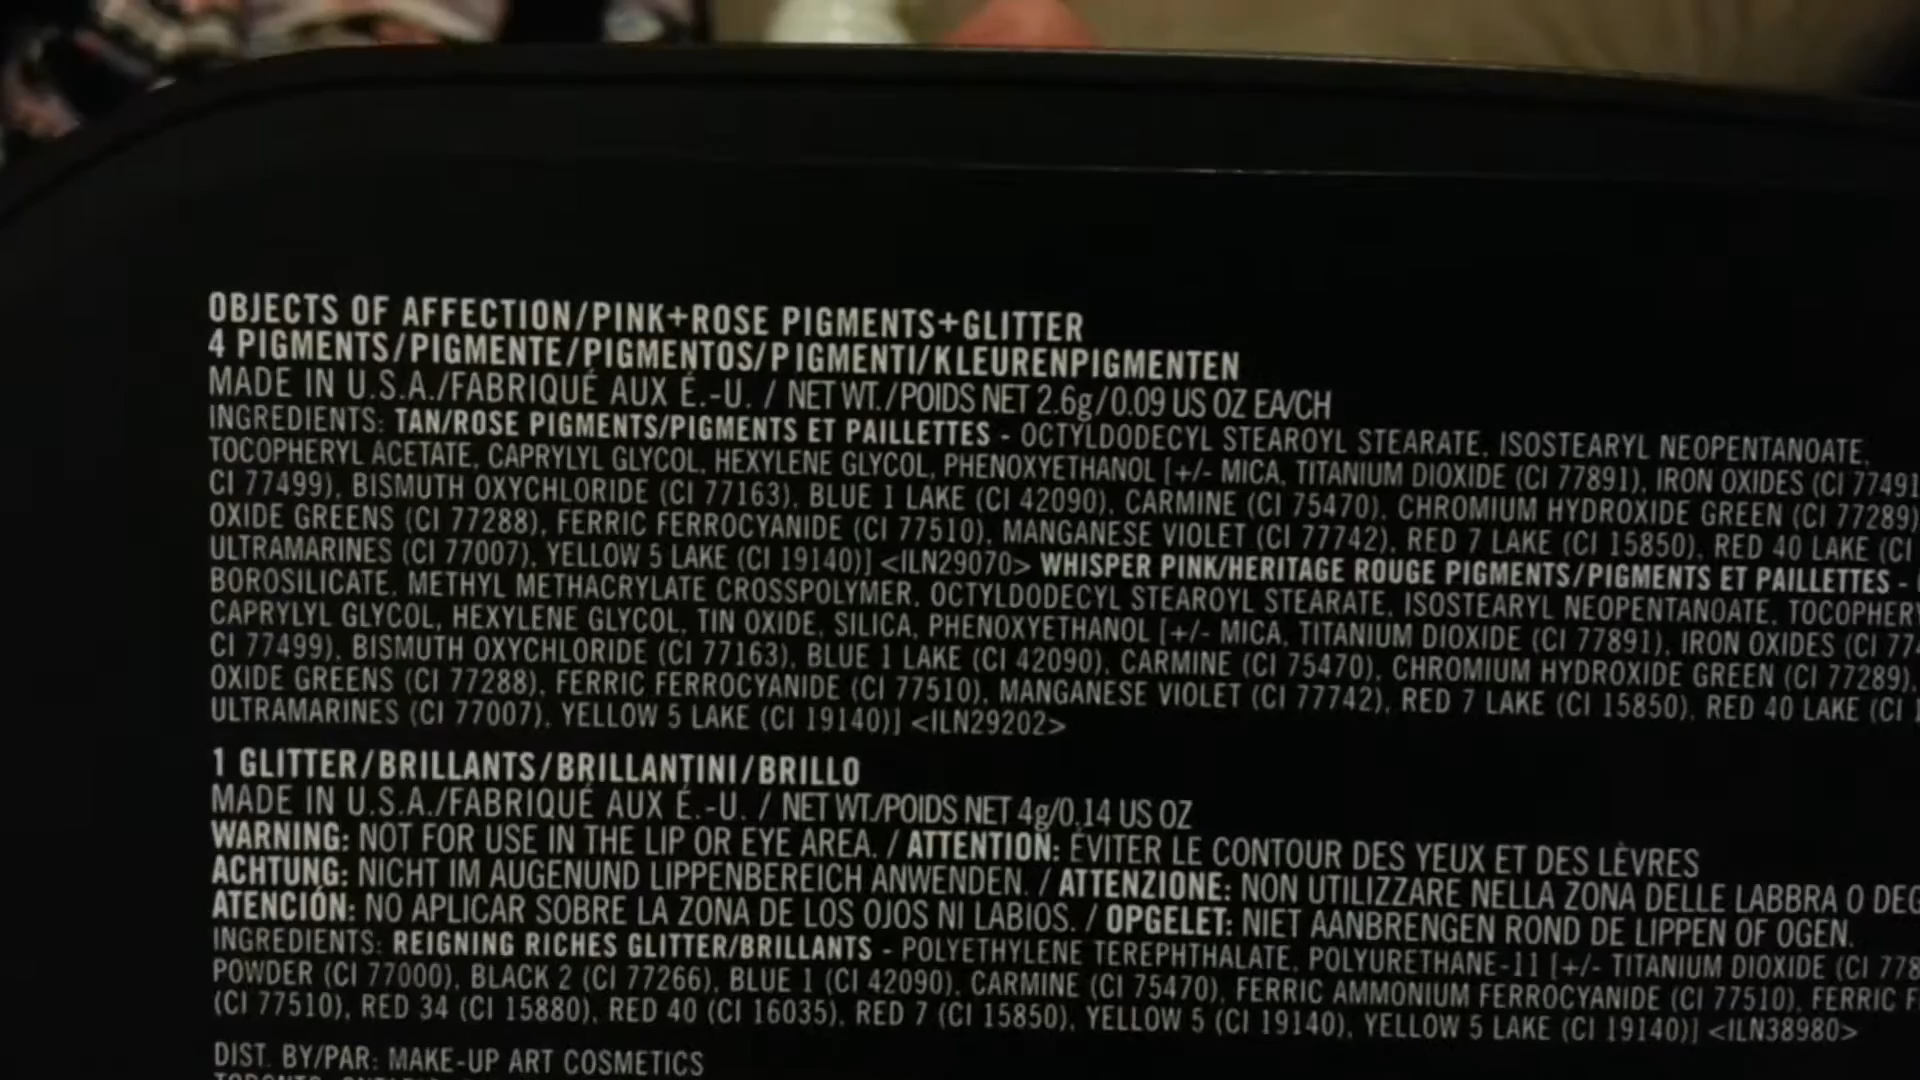 OBJECTS OF AFFECTION/PINK+ROSE PIGMENTS+GLITTER
4 PIGMENTS/PIGMENTE/PIGMENTOS/PIGMENTI/KLEURENPIGMENTEN
MADE IN U.S.A./FABRIQUÉ AUX É.-U. / NET WT./POIDS NET 2.6g/0.09 US OZ EA/CH
INGREDIENTS: TAN/ROSE PIGMENTS/PIGMENTS ET PAILLETTES - OCTYLDODECYL STEAROYL STEARATE, ISOSTEARYL NEOPENTANOATE,
TOCOPHERYL ACETATE, CAPRYLYL GLYCOL, HEXYLENE GLYCOL, PHENOXYETHANOL [+/- MICA, TITANIUM DIOXIDE (CI 77891), IRON OXIDES (CI 77491
CI 77499), BISMUTH OXYCHLORIDE (CI 77163), BLUE 1 LAKE (CI 42090), CARMINE (CI 75470), CHROMIUM HYDROXIDE GREEN (CI 77289)
OXIDE GREENS (CI 77288), FERRIC FERROCYANIDE (CI 77510), MANGANESE VIOLET (CI 77742), RED 7 LAKE (CI 15850), RED 40 LAKE (CI
ULTRAMARINES (CI 77007), YELLOW 5 LAKE (CI 19140)] <ILN29070> WHISPER PINK/HERITAGE ROUGE PIGMENTS/PIGMENTS ET PAILLETTES -
BOROSILICATE, METHYL METHACRYLATE CROSSPOLYMER, OCTYLDODECYL STEAROYL STEARATE, ISOSTEARYL NEOPENTANOATE, TOCOPHERY
CAPRYLYL GLYCOL, HEXYLENE GLYCOL, TIN OXIDE, SILICA, PHENOXYETHANOL [+/- MICA, TITANIUM DIOXIDE (CI 77891), IRON OXIDES (CI 774
CI 77499), BISMUTH OXYCHLORIDE (CI 77163), BLUE 1 LAKE (CI 42090), CARMINE (CI 75470), CHROMIUM HYDROXIDE GREEN (CI 77289),
OXIDE GREENS (CI 77288), FERRIC FERROCYANIDE (CI 77510), MANGANESE VIOLET (CI 77742), RED 7 LAKE (CI 15850), RED 40 LAKE (CI
ULTRAMARINES (CI 77007), YELLOW 5 LAKE (CI 19140)] <ILN29202>
1 GLITTER/BRILLANTS/BRILLANTINI/BRILLO
MADE IN U.S.A./FABRIQUÉ AUX É.-U. / NET WT./POIDS NET 4g/0.14 US OZ
WARNING: NOT FOR USE IN THE LIP OR EYE AREA. / ATTENTION: ÉVITER LE CONTOUR DES YEUX ET DES LÈVRES
ACHTUNG: NICHT IM AUGENUND LIPPENBEREICH ANWENDEN. / ATTENZIONE: NON UTILIZZARE NELLA ZONA DELLE LABBRA O DEG
ATENCIÓN: NO APLICAR SOBRE LA ZONA DE LOS OJOS NI LABIOS. / OPGELET: NIET AANBRENGEN ROND DE LIPPEN OF OGEN.
INGREDIENTS: REIGNING RICHES GLITTER/BRILLANTS - POLYETHYLENE TEREPHTHALATE, POLYURETHANE-11 [+/- TITANIUM DIOXIDE (CI 778
POWDER (CI 77000), BLACK 2 (CI 77266), BLUE 1 (CI 42090), CARMINE (CI 75470), FERRIC AMMONIUM FERROCYANIDE (CI 77510), FERRIC F
(CI 77510), RED 34 (CI 15880), RED 40 (CI 16035), RED 7 (CI 15850), YELLOW 5 (CI 19140), YELLOW 5 LAKE (CI 19140)] <ILN38980>
DIST. BY/PAR: MAKE-UP ART COSMETICS